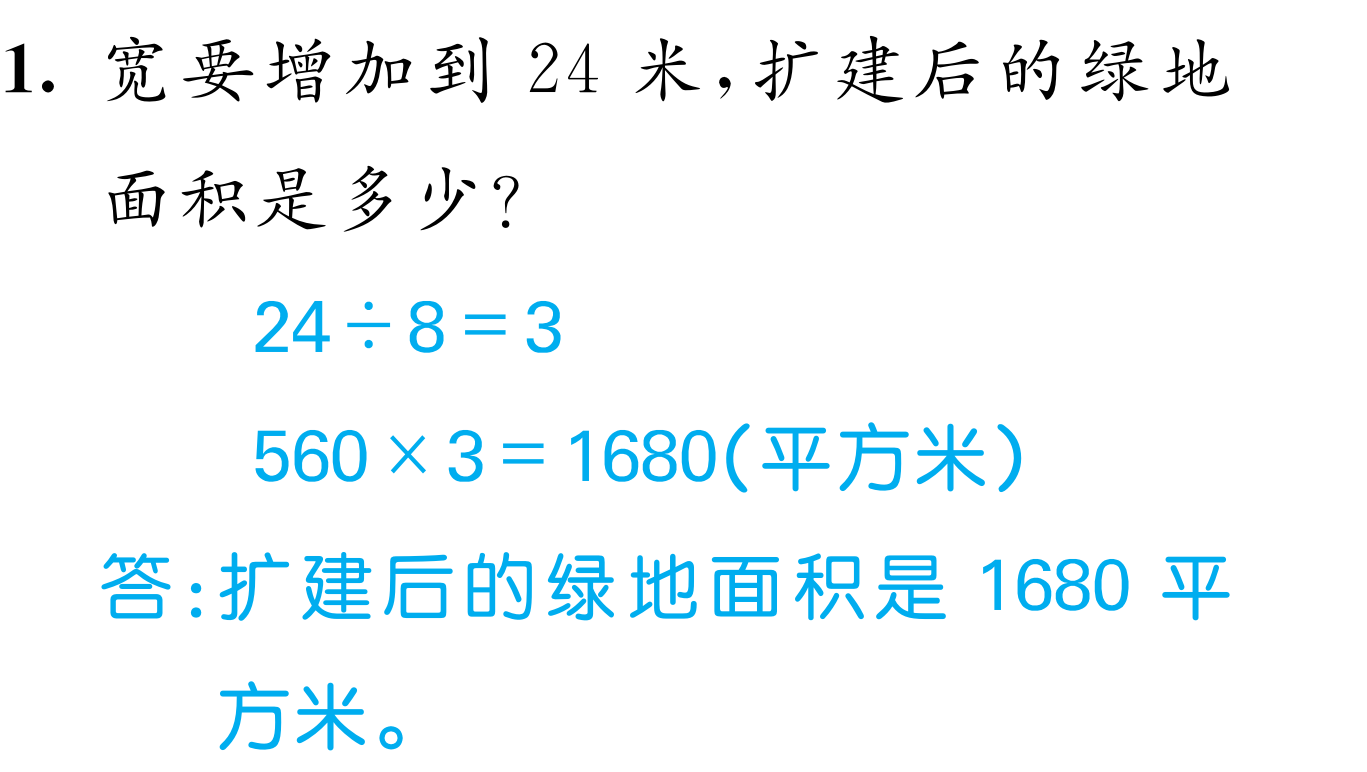 1. 宽要增加到 24 米,扩建后的绿地
面积是多少?
24÷8=3
560×3=1680(平方米)
答:扩建后的绿地面积是 1680 平
方米。